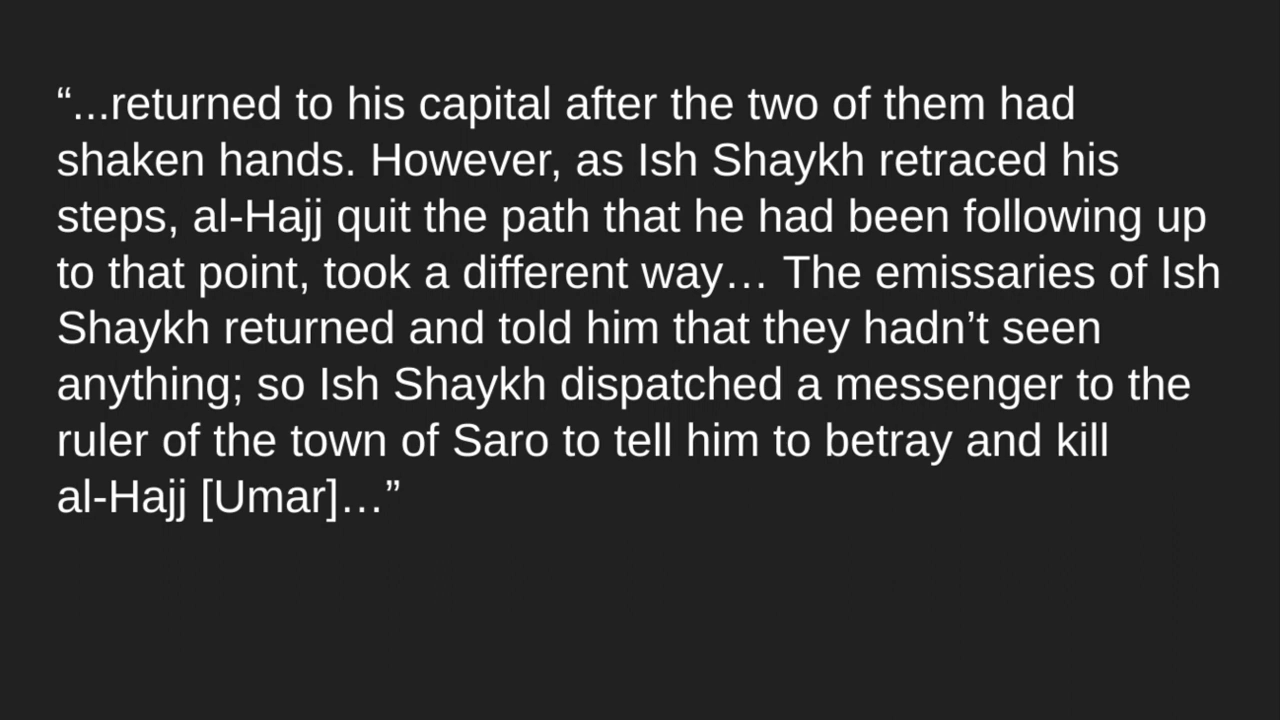 “...returned to his capital after the two of them had
shaken hands. However, as Ish Shaykh retraced his
steps, al-Hajj quit the path that he had been following up
to that point, took a different way… The emissaries of Ish
Shaykh returned and told him that they hadn’t seen
anything; so Ish Shaykh dispatched a messenger to the
ruler of the town of Saro to tell him to betray and kill
al-Hajj [Umar]…”